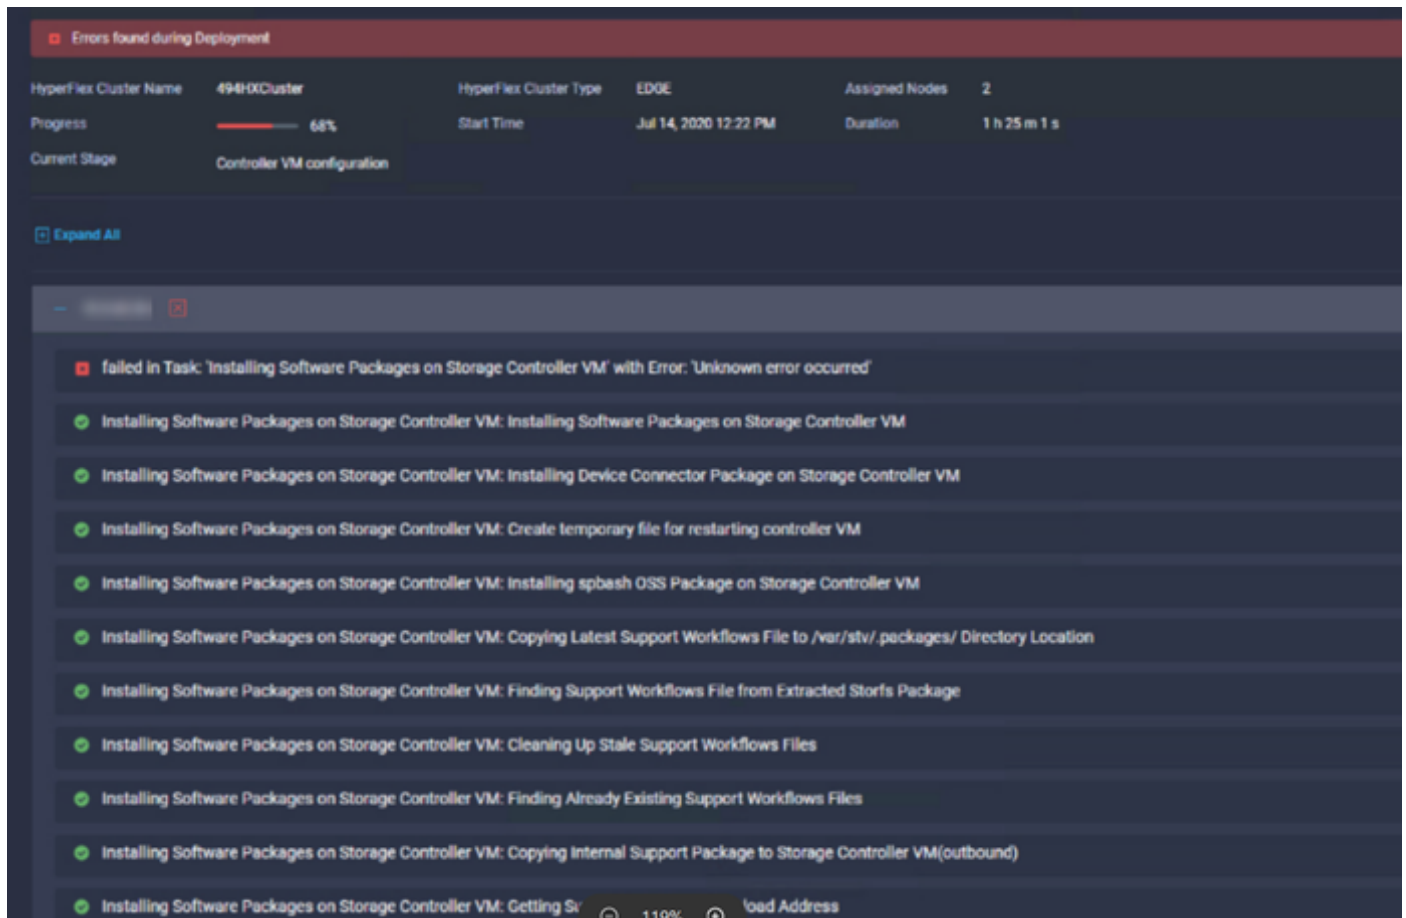 Errors found during Deployment
HyperFlex Cluster Name 494HXCluster HyperFlex Cluster Type EDGE Assigned Nodes 2
Progress 68% Start Time Jul 14, 2020 12:22 PM Duration 1 h 25 m 1 s
Current Stage Controller VM configuration
Expand All
failed in Task: 'Installing Software Packages on Storage Controller VM' with Error: 'Unknown error occurred'
Installing Software Packages on Storage Controller VM: Installing Software Packages on Storage Controller VM
Installing Software Packages on Storage Controller VM: Installing Device Connector Package on Storage Controller VM
Installing Software Packages on Storage Controller VM: Create temporary file for restarting controller VM
Installing Software Packages on Storage Controller VM: Installing spbash OSS Package on Storage Controller VM
Installing Software Packages on Storage Controller VM: Copying Latest Support Workflows File to /var/stv/.packages/ Directory Location
Installing Software Packages on Storage Controller VM: Finding Support Workflows File from Extracted Storfs Package
Installing Software Packages on Storage Controller VM: Cleaning Up Stale Support Workflows Files
Installing Software Packages on Storage Controller VM: Finding Already Existing Support Workflows Files
Installing Software Packages on Storage Controller VM: Copying Internal Support Package to Storage Controller VM(outbound)
Installing Software Packages on Storage Controller VM: Getting 119% Address